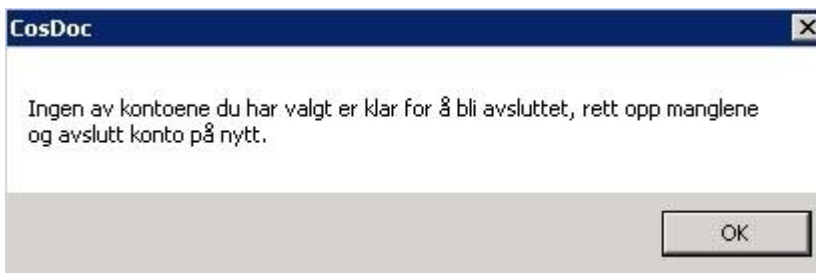 CosDoc
Ingen av kontoene du har valgt er klar for å bli avsluttet, rett opp manglene
og avslutt konto på nytt.
OK